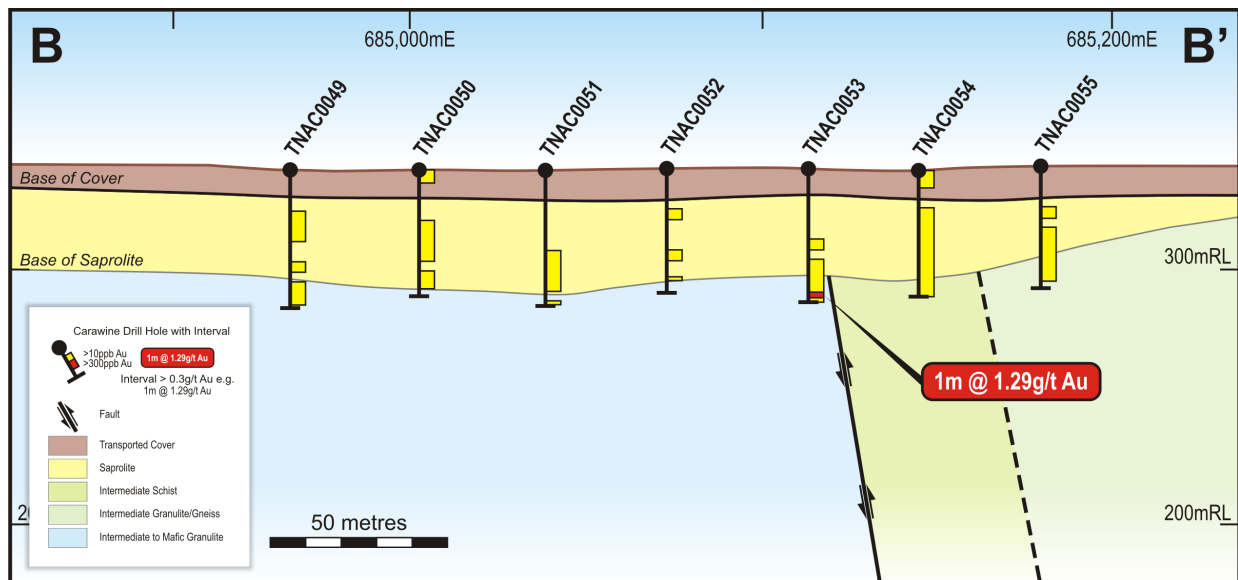 B
685,000mE
685,200mE
B’
TNAC0049
TNAC0050
TNAC0051
TNAC0052
TNAC0053
TNAC0054
TNAC0055
Base of Cover
Base of Saprolite
300mRL
Carawine Drill Hole with Interval
>10ppb Au
>300ppb Au
1m @ 1.29g/t Au
Interval > 0.3g/t Au e.g.
1m @ 1.29g/t Au
Fault
Transported Cover
Saprolite
Intermediate Schist
Intermediate Granulite/Gneiss
Intermediate to Mafic Granulite
1m @ 1.29g/t Au
50 metres
200mRL